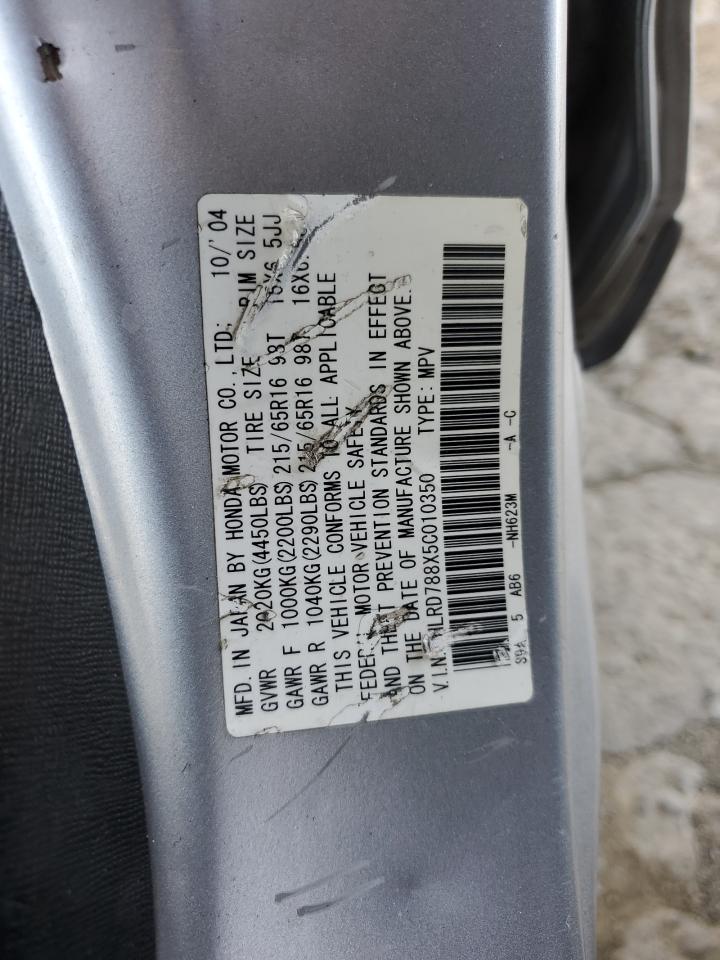 MFD. IN JAPAN BY HONDA MOTOR CO., LTD: 10/'04
GVWR 2020KG(4450LBS) TIRE SIZE RIM SIZE
GAWR F 1000KG(2200LBS) 215/65R16 98T 16X6 5JJ
GAWR R 1040KG(2290LBS) 215/65R16 98T 16X6.
THIS VEHICLE CONFORMS TO ALL APPLICABLE
FEDERAL MOTOR VEHICLE SAFETY
AND THEFT PREVENTION STANDARDS IN EFFECT
ON THE DATE OF MANUFACTURE SHOWN ABOVE.
V.I.N. HLRD788X5C010350 TYPE: MPV
5 AB6 -NH623M -A -C